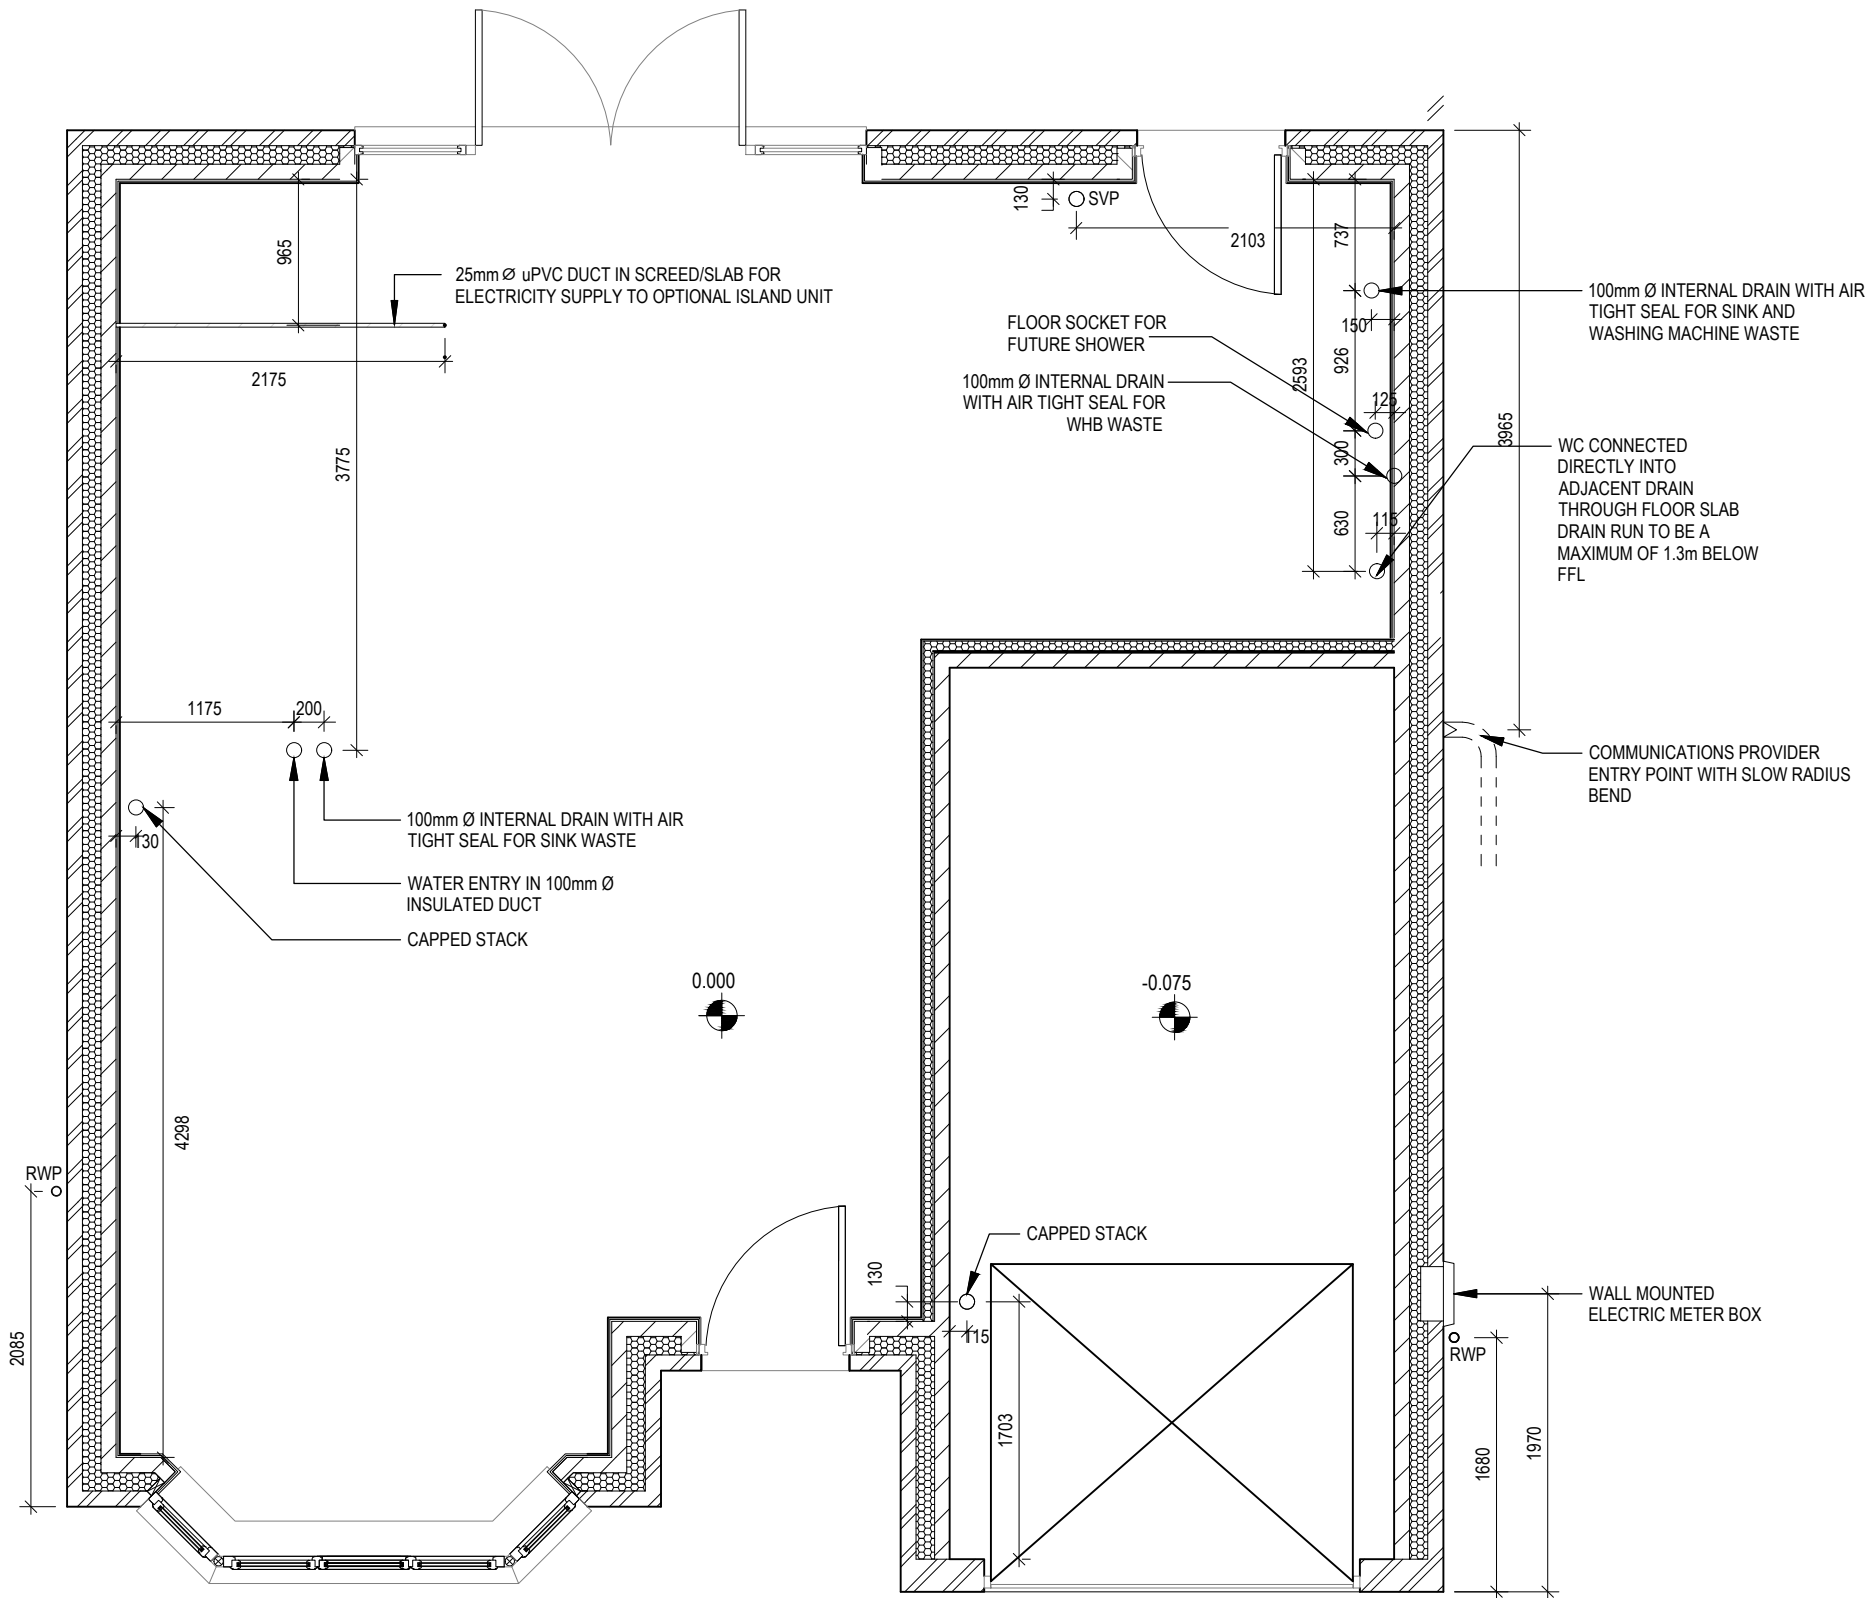 130
SVP
2103
737
965
25mm Ø uPVC DUCT IN SCREED/SLAB FOR
ELECTRICITY SUPPLY TO OPTIONAL ISLAND UNIT
100mm Ø INTERNAL DRAIN WITH AIR
TIGHT SEAL FOR SINK AND
WASHING MACHINE WASTE
150
FLOOR SOCKET FOR
FUTURE SHOWER
926
2593
2175
100mm Ø INTERNAL DRAIN
WITH AIR TIGHT SEAL FOR
WHB WASTE
125
3965
3775
300
WC CONNECTED
DIRECTLY INTO
ADJACENT DRAIN
THROUGH FLOOR SLAB
DRAIN RUN TO BE A
MAXIMUM OF 1.3m BELOW
FFL
630
115
1175
200
COMMUNICATIONS PROVIDER
ENTRY POINT WITH SLOW RADIUS
BEND
100mm Ø INTERNAL DRAIN WITH AIR
TIGHT SEAL FOR SINK WASTE
130
WATER ENTRY IN 100mm Ø
INSULATED DUCT
CAPPED STACK
0.000
-0.075
4298
RWP
CAPPED STACK
130
WALL MOUNTED
ELECTRIC METER BOX
115
2085
RWP
1703
1680
1970